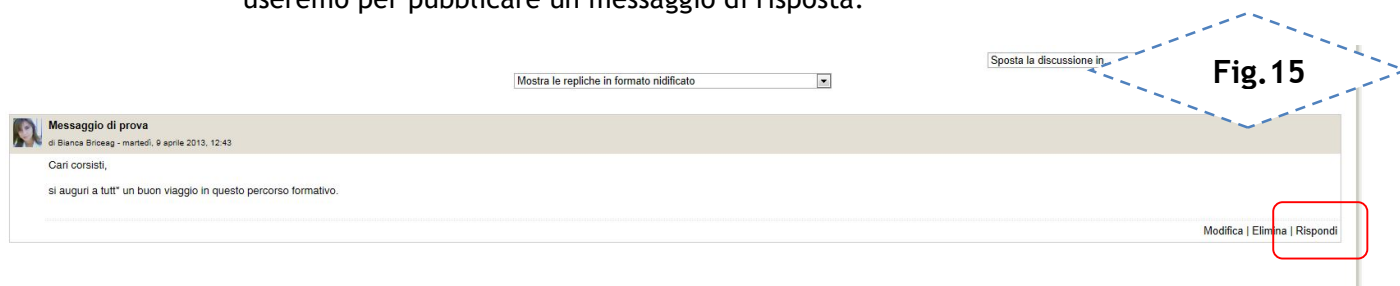 useremo per pubblicare un messaggio di risposta.
Sposta la discussione in
Fig.15
Mostra le repliche in formato nidificato
Messaggio di prova
di Bianca Briceag - martedì, 9 aprile 2013, 12:43
Cari corsisti,
si auguri a tutt* un buon viaggio in questo percorso formativo.
Modifica | Elimina | Rispondi